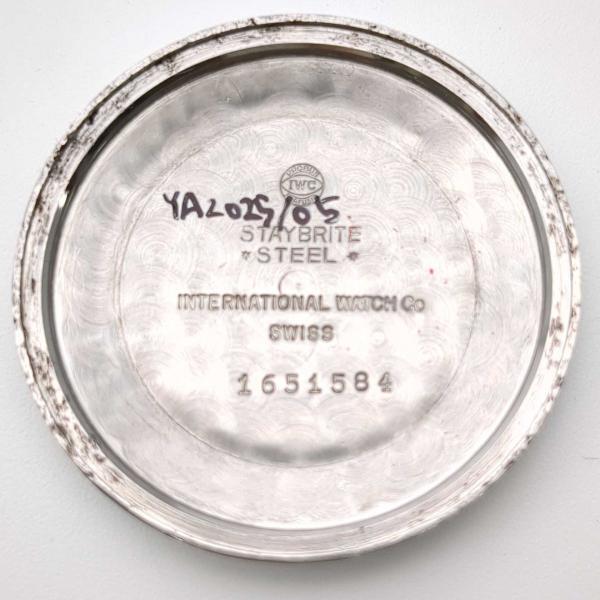 IWC
YA2025/05
STAYBRITE
* STEEL *
INTERNATIONAL WATCH Co
SWISS
1651584